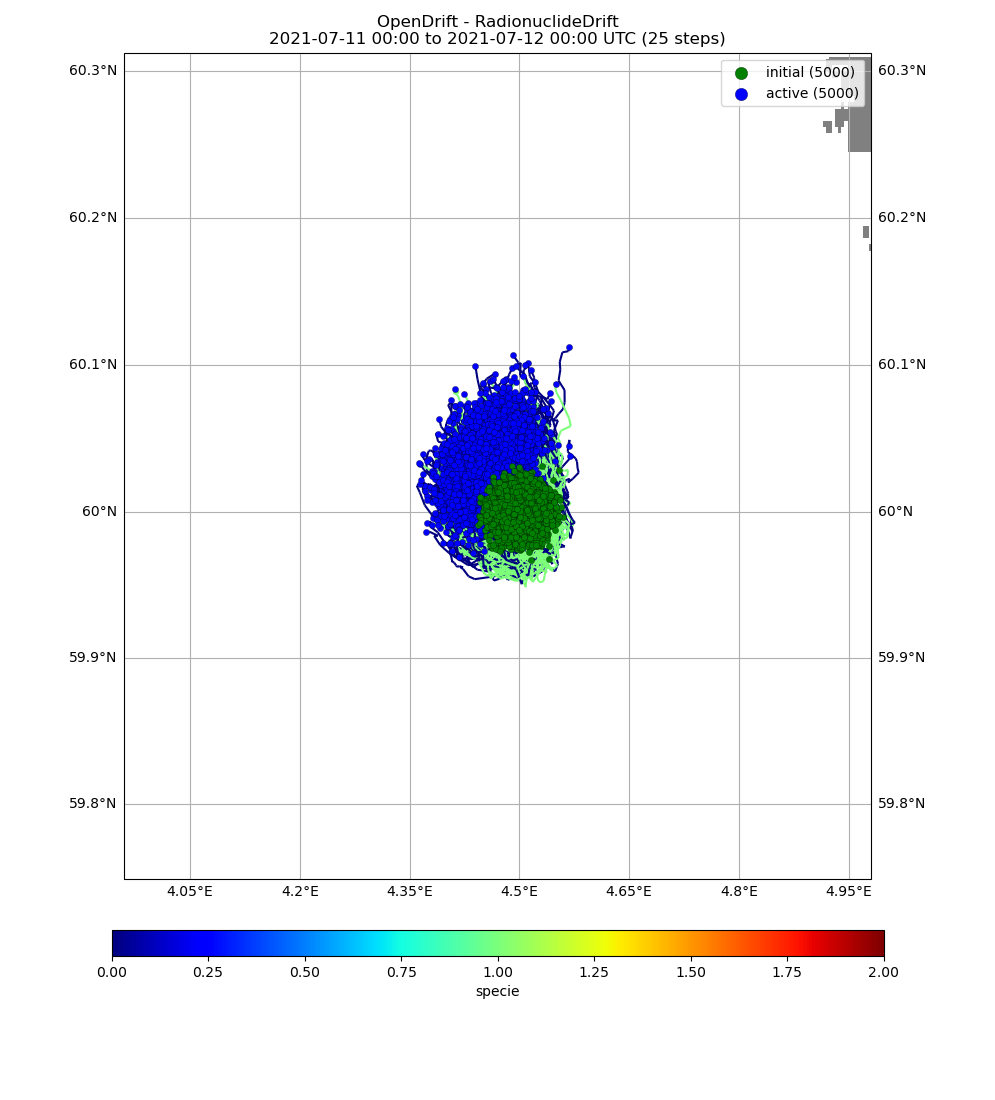 OpenDrift - RadionuclideDrift
2021-07-11 00:00 to 2021-07-12 00:00 UTC (25 steps)
initial (5000)
active (5000)
60.3°N 60.3°N
60.2°N 60.2°N
60.1°N 60.1°N
60°N 60°N
59.9°N 59.9°N
59.8°N 59.8°N
4.05°E 4.2°E 4.35°E 4.5°E 4.65°E 4.8°E 4.95°E
0.00 0.25 0.50 0.75 1.00 1.25 1.50 1.75 2.00
specie